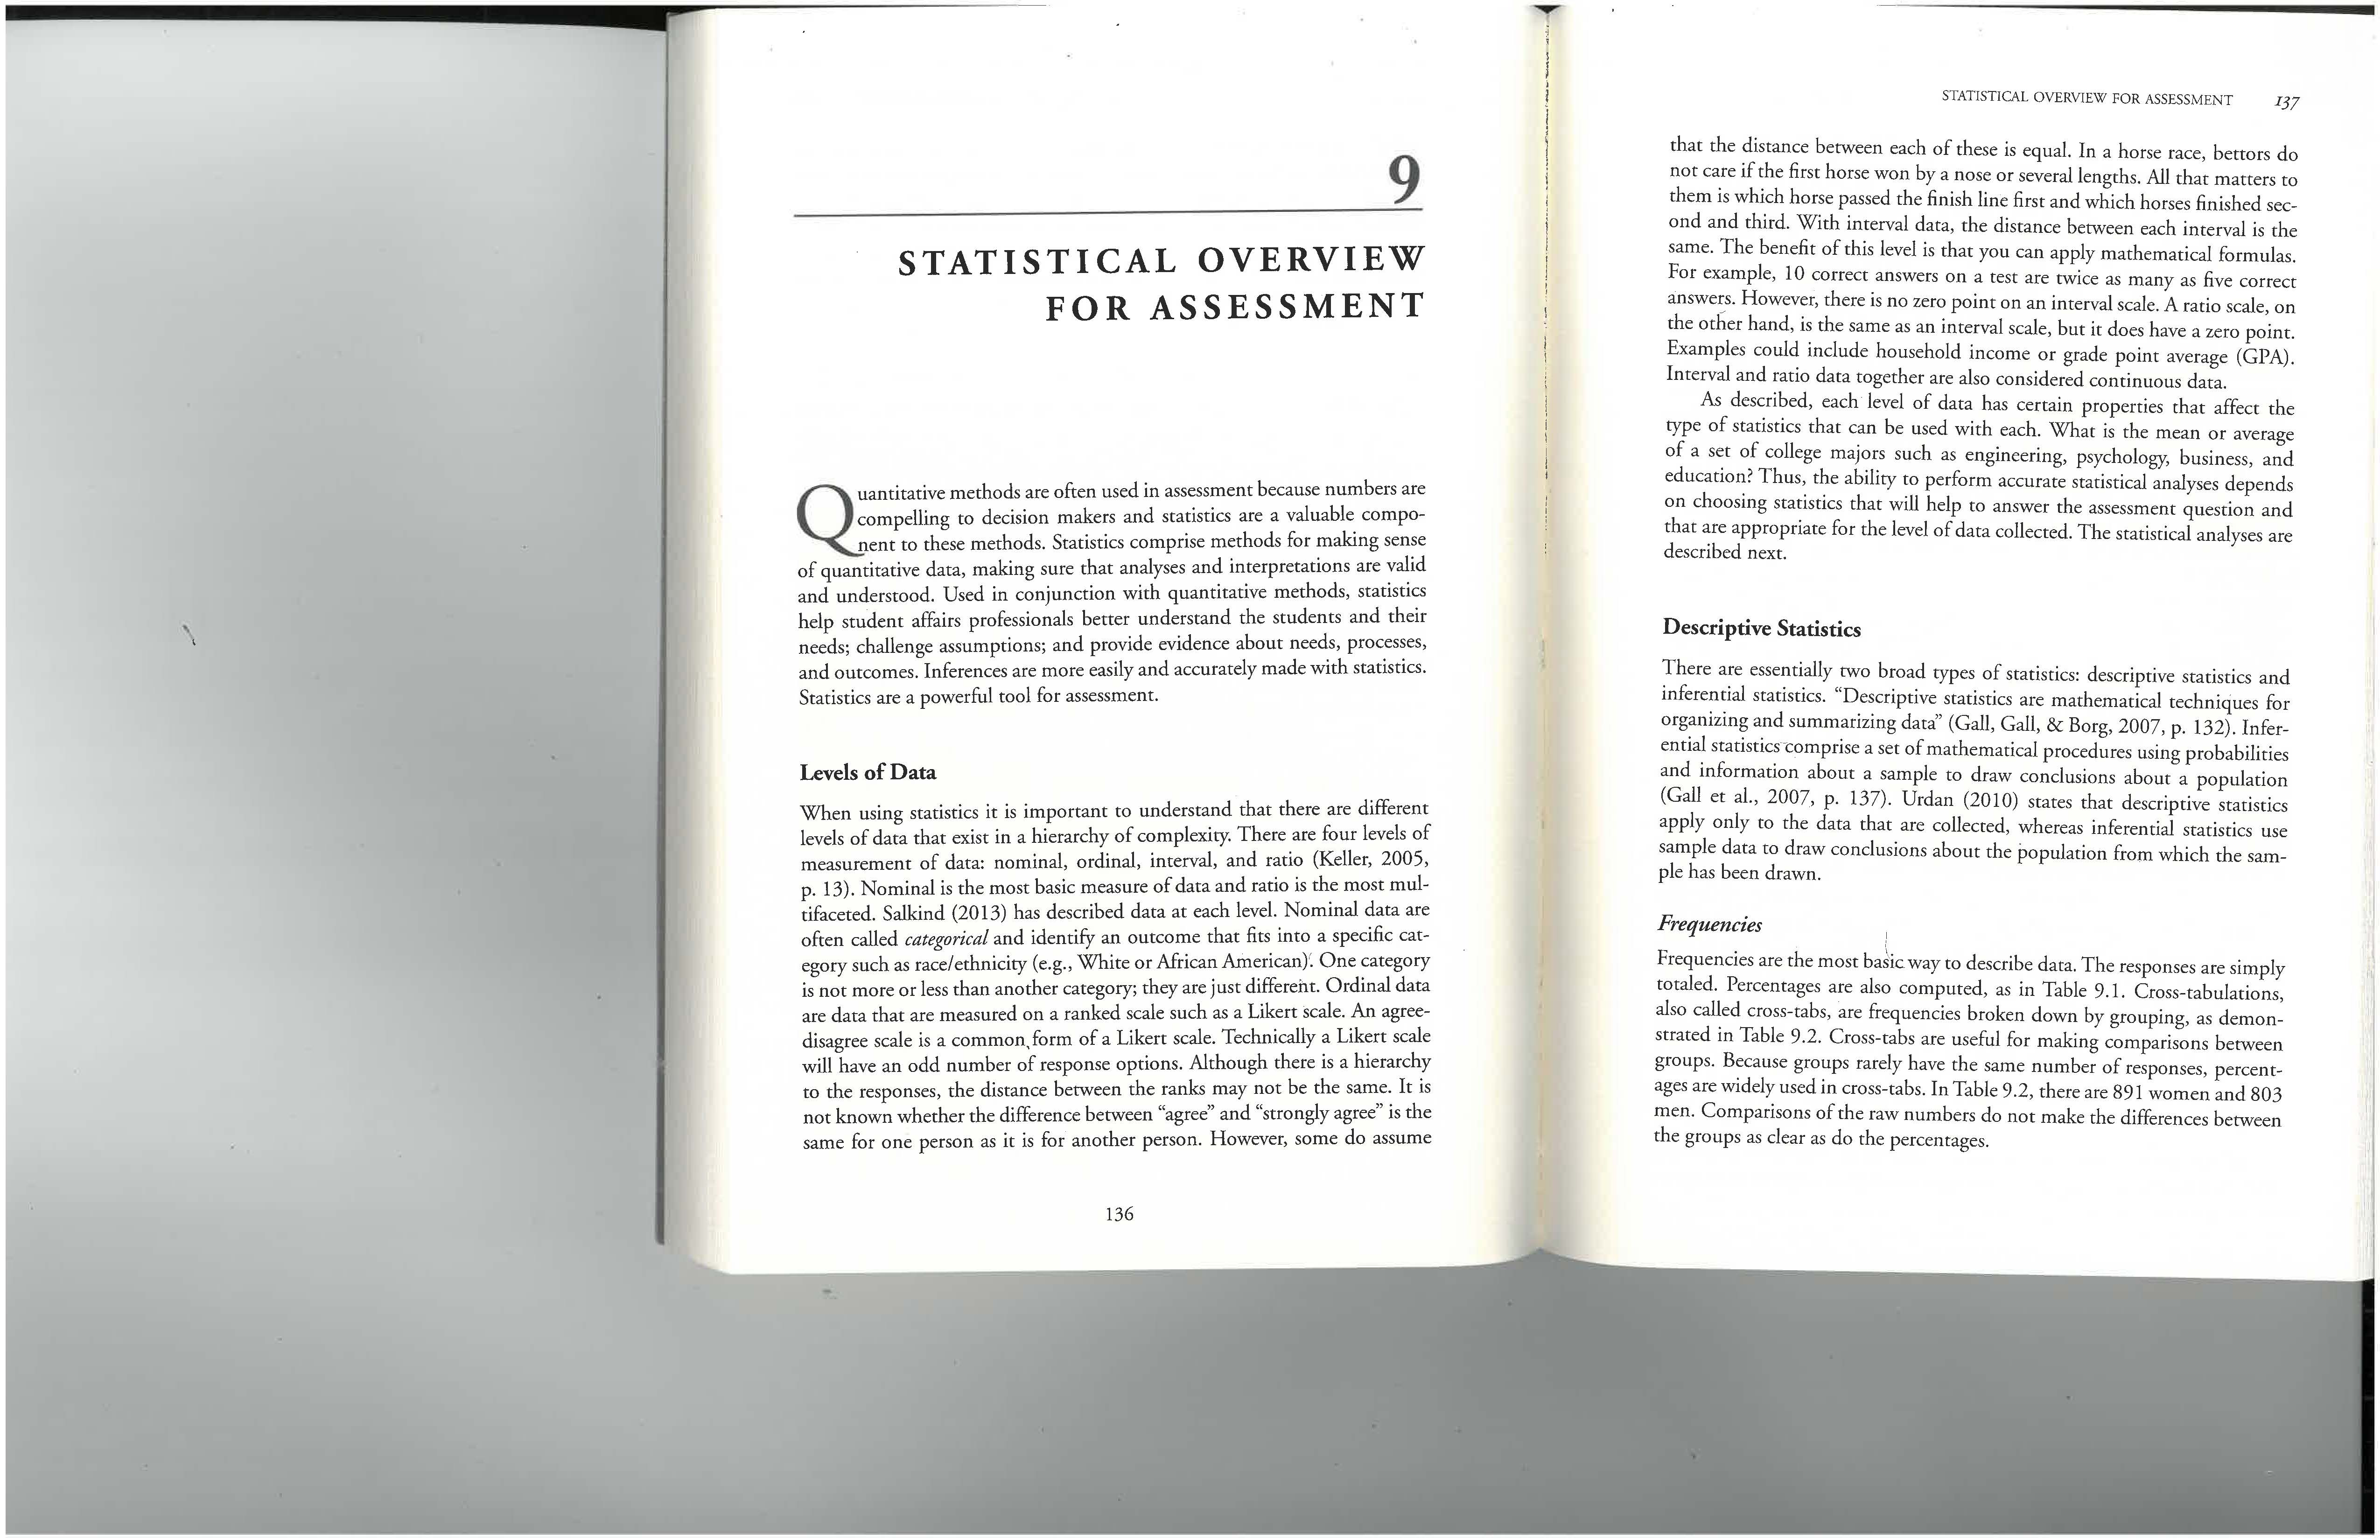 9
STATISTICAL OVERVIEW
FOR ASSESSMENT
Quantitative methods are often used in assessment because numbers are
compelling to decision makers and statistics are a valuable compo-
nent to these methods. Statistics comprise methods for making sense
of quantitative data, making sure that analyses and interpretations are valid
and understood. Used in conjunction with quantitative methods, statistics
help student affairs professionals better understand the students and their
needs; challenge assumptions; and provide evidence about needs, processes,
and outcomes. Inferences are more easily and accurately made with statistics.
Statistics are a powerful tool for assessment.
Levels of Data
When using statistics it is important to understand that there are different
levels of data that exist in a hierarchy of complexity. There are four levels of
measurement of data: nominal, ordinal, interval, and ratio (Keller, 2005,
p. 13). Nominal is the most basic measure of data and ratio is the most mul-
tifaceted. Salkind (2013) has described data at each level. Nominal data are
often called categorical and identify an outcome that fits into a specific cat-
egory such as race/ethnicity (e.g., White or African American). One category
is not more or less than another category; they are just different. Ordinal data
are data that are measured on a ranked scale such as a Likert scale. An agree-
disagree scale is a common form of a Likert scale. Technically a Likert scale
will have an odd number of response options. Although there is a hierarchy
to the responses, the distance between the ranks may not be the same. It is
not known whether the difference between “agree” and “strongly agree” is the
same for one person as it is for another person. However, some do assume
136
STATISTICAL OVERVIEW FOR ASSESSMENT 137
that the distance between each of these is equal. In a horse race, bettors do
not care if the first horse won by a nose or several lengths. All that matters to
them is which horse passed the finish line first and which horses finished sec-
ond and third. With interval data, the distance between each interval is the
same. The benefit of this level is that you can apply mathematical formulas.
For example, 10 correct answers on a test are twice as many as five correct
answers. However, there is no zero point on an interval scale. A ratio scale, on
the other hand, is the same as an interval scale, but it does have a zero point.
Examples could include household income or grade point average (GPA).
Interval and ratio data together are also considered continuous data.
As described, each level of data has certain properties that affect the
type of statistics that can be used with each. What is the mean or average
of a set of college majors such as engineering, psychology, business, and
education? Thus, the ability to perform accurate statistical analyses depends
on choosing statistics that will help to answer the assessment question and
that are appropriate for the level of data collected. The statistical analyses are
described next.
Descriptive Statistics
There are essentially two broad types of statistics: descriptive statistics and
inferential statistics. “Descriptive statistics are mathematical techniques for
organizing and summarizing data” (Gall, Gall, & Borg, 2007, p. 132). Infer-
ential statistics comprise a set of mathematical procedures using probabilities
and information about a sample to draw conclusions about a population
(Gall et al., 2007, p. 137). Urdan (2010) states that descriptive statistics
apply only to the data that are collected, whereas inferential statistics use
sample data to draw conclusions about the population from which the sam-
ple has been drawn.
Frequencies
Frequencies are the most basic way to describe data. The responses are simply
totaled. Percentages are also computed, as in Table 9.1. Cross-tabulations,
also called cross-tabs, are frequencies broken down by grouping, as demon-
strated in Table 9.2. Cross-tabs are useful for making comparisons between
groups. Because groups rarely have the same number of responses, percent-
ages are widely used in cross-tabs. In Table 9.2, there are 891 women and 803
men. Comparisons of the raw numbers do not make the differences between
the groups as clear as do the percentages.